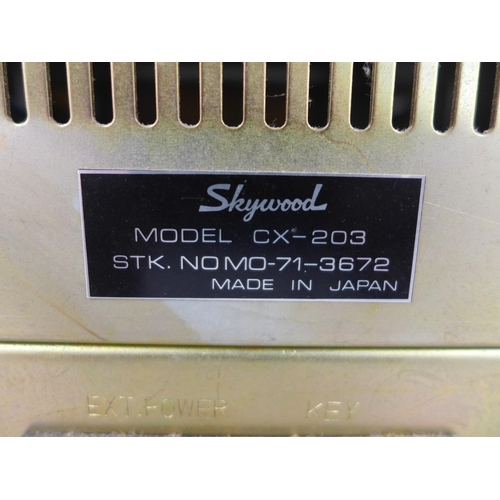 Skywood
MODEL CX-203
STK. NO MO-71-3672
MADE IN JAPAN
EXT. POWER KEY